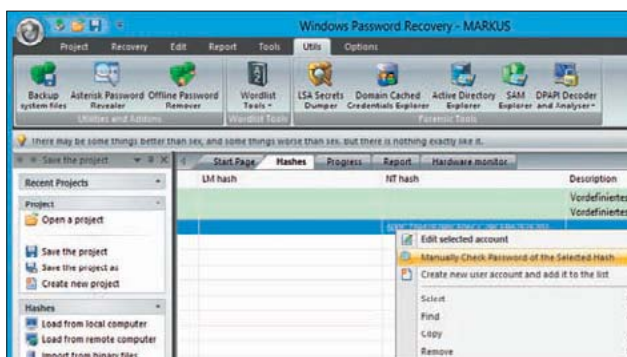 Windows Password Recovery - MARKUS
Project Recovery Edit Report Tools Utils Options
Backup system files
Asterisk Password Revealer
Offline Password Remover
Wordlist Tools
LSA Secrets Dumper
Domain Cached Credentials Explorer
Active Directory Explorer
SAM Explorer
DPAPI Decoder and Analyser
Utilities and Addons
Wordlist Tools
Forensic Tools
There may be some things better than sex, and some things worse than sex. But there is nothing exactly like it.
Save the project
Start Page Hashes Progress Report Hardware monitor
Recent Projects
LM hash NT hash Description
Vordefiniertes
Vordefiniertes
Project
Open a project
Save the project
Save the project as
Create new project
Hashes
Load from local computer
Load from remote computer
Import from binary files
Edit selected account
Manually Check Password of the Selected Hash
Create new user account and add it to the list
Select
Find
Copy
Remove